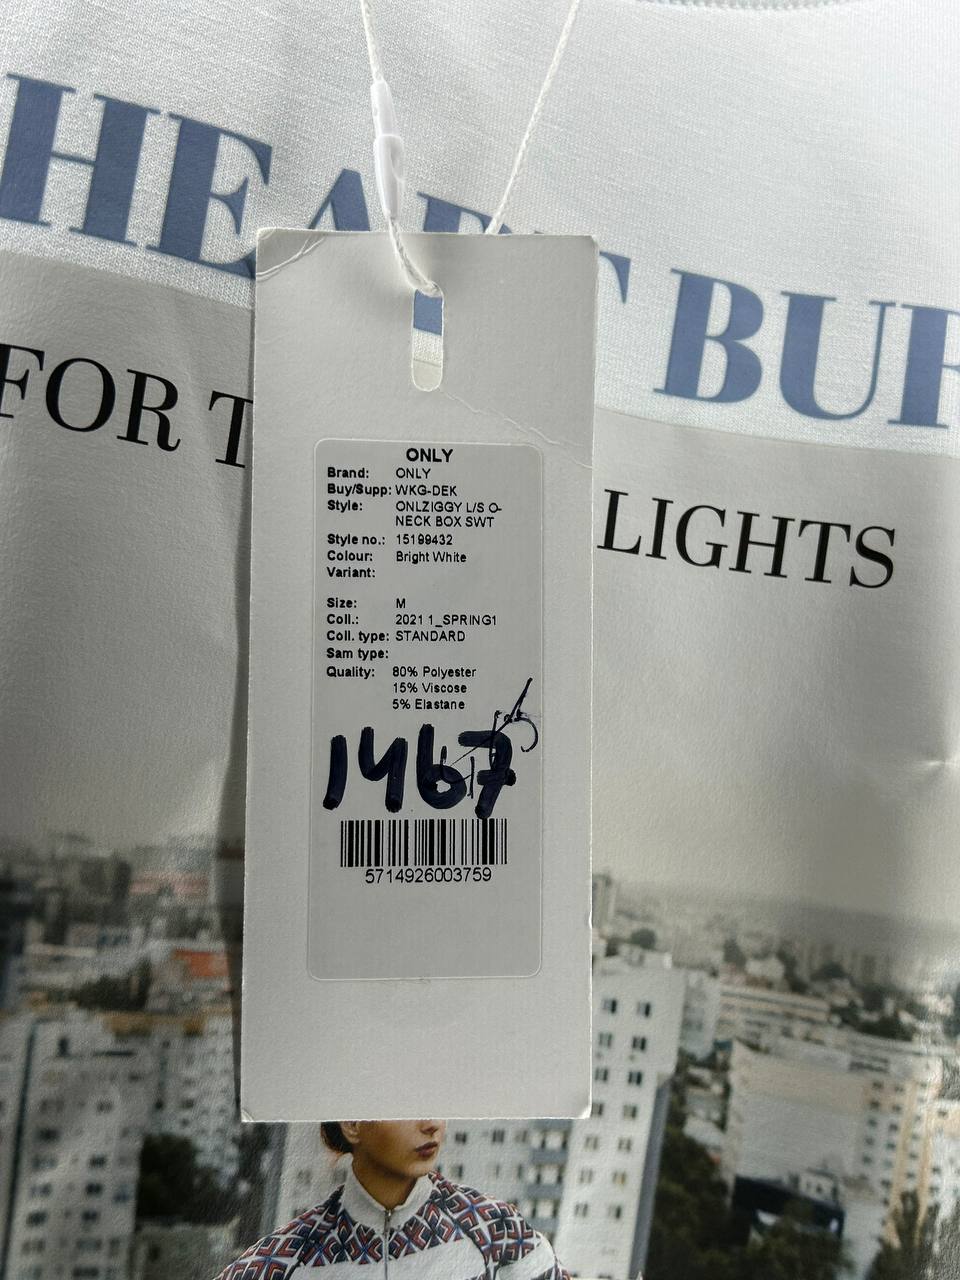 HEART BUR
FOR T
LIGHTS
ONLY
Brand: ONLY
Buy/Supp: WKG-DEK
Style: ONLZIGGY L/S O-
NECK BOX SWT
Style no.: 15199432
Colour: Bright White
Variant:
Size: M
Coll.: 2021 1_SPRING1
Coll. type: STANDARD
Sam type:
Quality: 80% Polyester
15% Viscose
5% Elastane
1467
5714926003759